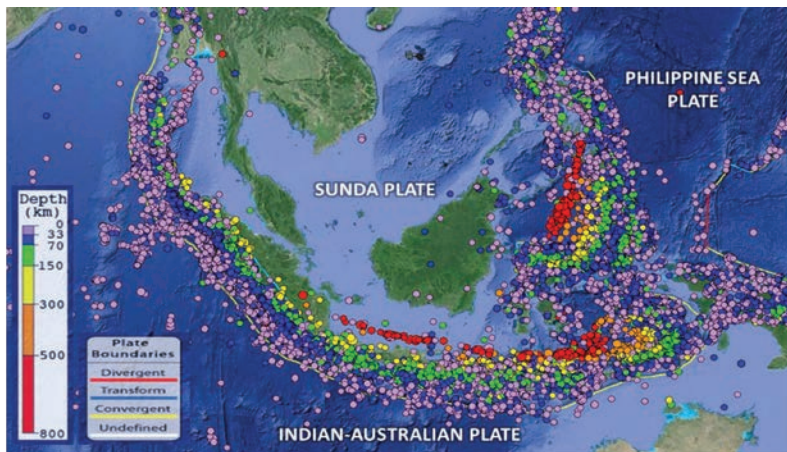 PHILIPPINE SEA
PLATE
SUNDA PLATE
Depth
(km)
0
33
70
150
300
500
800
Plate
Boundaries
Divergent
Transform
Convergent
Undefined
INDIAN-AUSTRALIAN PLATE